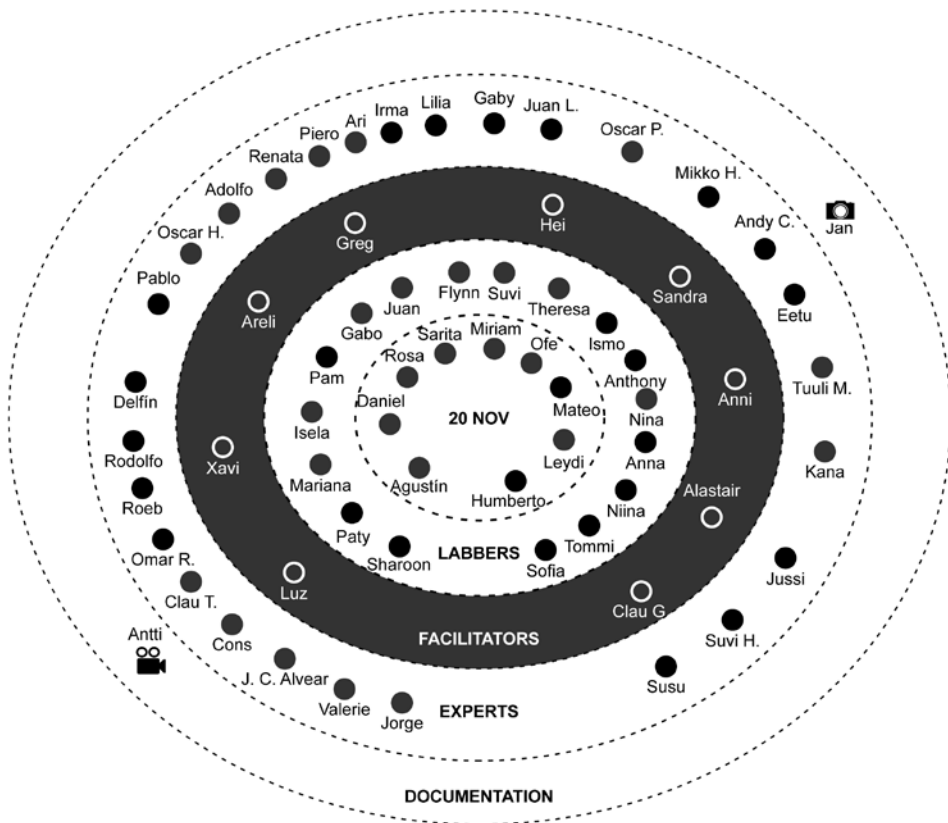 Gaby
Lilia
Juan L.
Irma
Ari
Oscar P.
Piero
Renata
Mikko H.
Adolfo
Andy C.
Oscar H.
Jan
Hei
Greg
Pablo
Suvi
Flynn
Sandra
Juan
Theresa
Eetu
Areli
Gabo
Miriam
Sarita
Ofe
Ismo
Rosa
Pam
Anthony
Tuuli M.
Anni
Delfín
Daniel
Mateo
20 NOV
Nina
Isela
Leydi
Anna
Rodolfo
Xavi
Kana
Mariana
Agustín
Alastair
Humberto
Roeb
Niina
Paty
Tommi
LABBERS
Omar R.
Sharoon
Sofia
Jussi
Luz
Clau T.
Clau G
Antti
FACILITATORS
Suvi H.
Cons
J. C. Alvear
Susu
Valerie
EXPERTS
Jorge
DOCUMENTATION